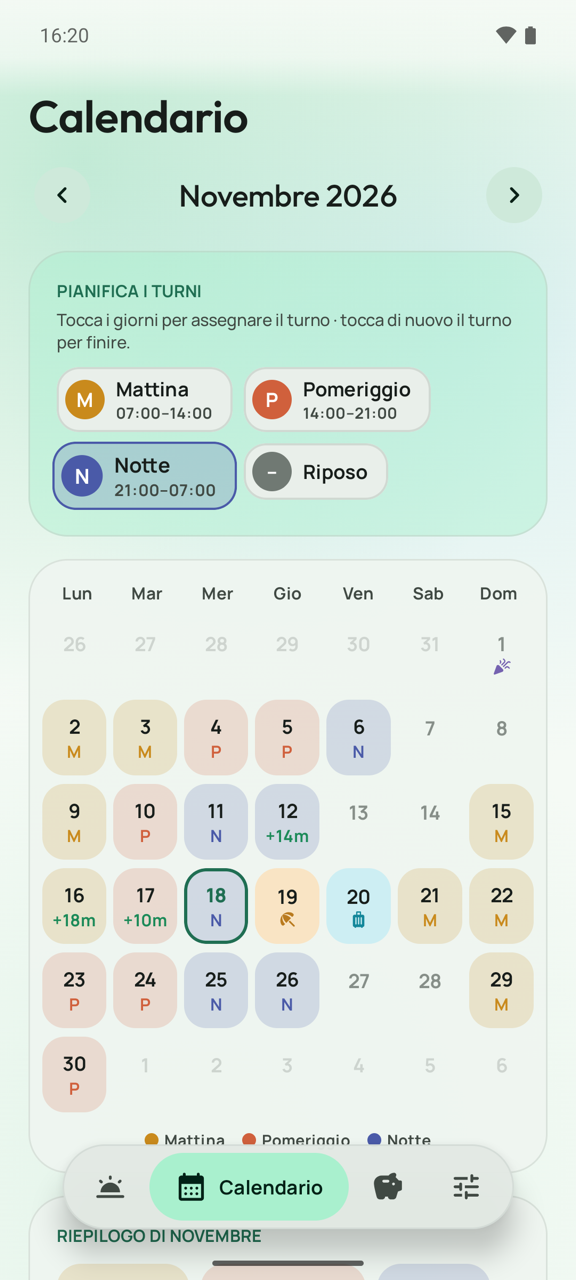 16:20
Calendario
Novembre 2026
PIANIFICA I TURNI
Tocca i giorni per assegnare il turno · tocca di nuovo il turno
per finire.
M Mattina 07:00–14:00
P Pomeriggio 14:00–21:00
N Notte 21:00–07:00
– Riposo
Lun Mar Mer Gio Ven Sab Dom
26 27 28 29 30 31 1
2 3 4 5 6 7 8
M M P P N
9 10 11 12 13 14 15
M P N +14m M
16 17 18 19 20 21 22
+18m +10m N M M
23 24 25 26 27 28 29
P P N N M
30 1 2 3 4 5 6
P
Mattina Pomeriggio Notte
Calendario
RIEPILOGO DI NOVEMBRE